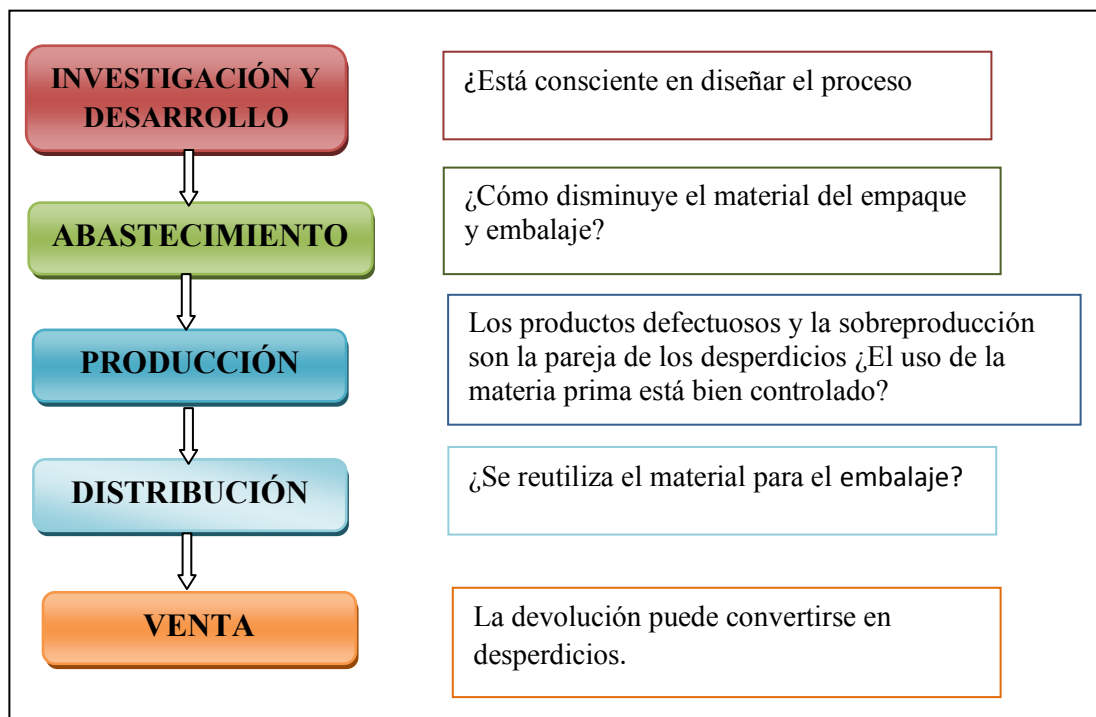 INVESTIGACIÓN Y
DESARROLLO
¿Está consciente en diseñar el proceso
ABASTECIMIENTO
¿Cómo disminuye el material del empaque
y embalaje?
PRODUCCIÓN
Los productos defectuosos y la sobreproducción
son la pareja de los desperdicios ¿El uso de la
materia prima está bien controlado?
DISTRIBUCIÓN
¿Se reutiliza el material para el embalaje?
VENTA
La devolución puede convertirse en
desperdicios.